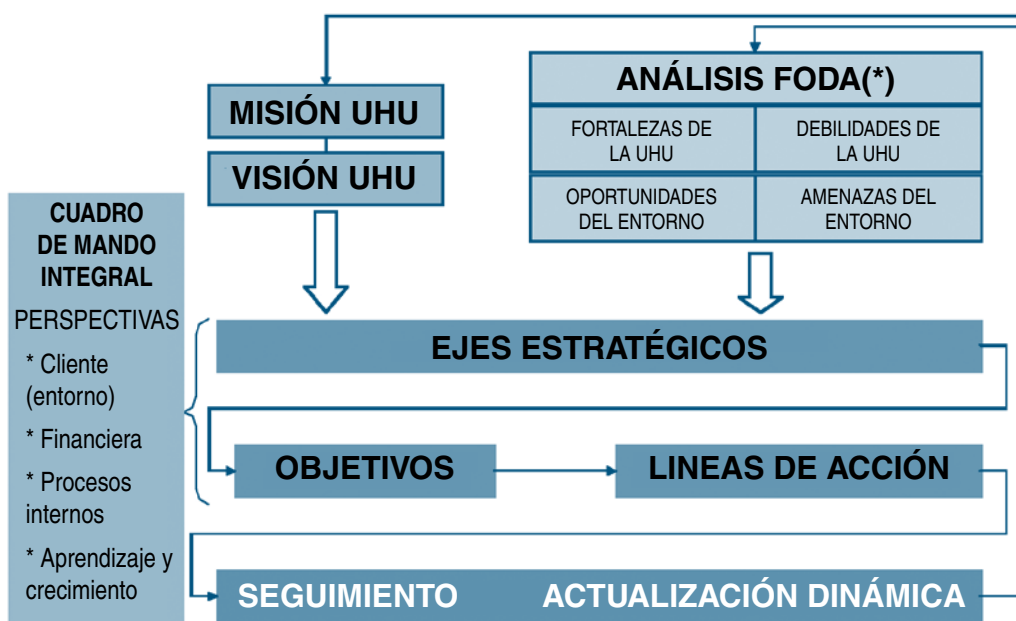 MISIÓN UHU
VISIÓN UHU
ANÁLISIS FODA(*)
FORTALEZAS DE
LA UHU
DEBILIDADES DE
LA UHU
OPORTUNIDADES
DEL ENTORNO
AMENAZAS DEL
ENTORNO
CUADRO
DE MANDO
INTEGRAL
PERSPECTIVAS
* Cliente
(entorno)
* Financiera
* Procesos
internos
* Aprendizaje y
crecimiento
EJES ESTRATÉGICOS
OBJETIVOS
LINEAS DE ACCIÓN
SEGUIMIENTO
ACTUALIZACIÓN DINÁMICA